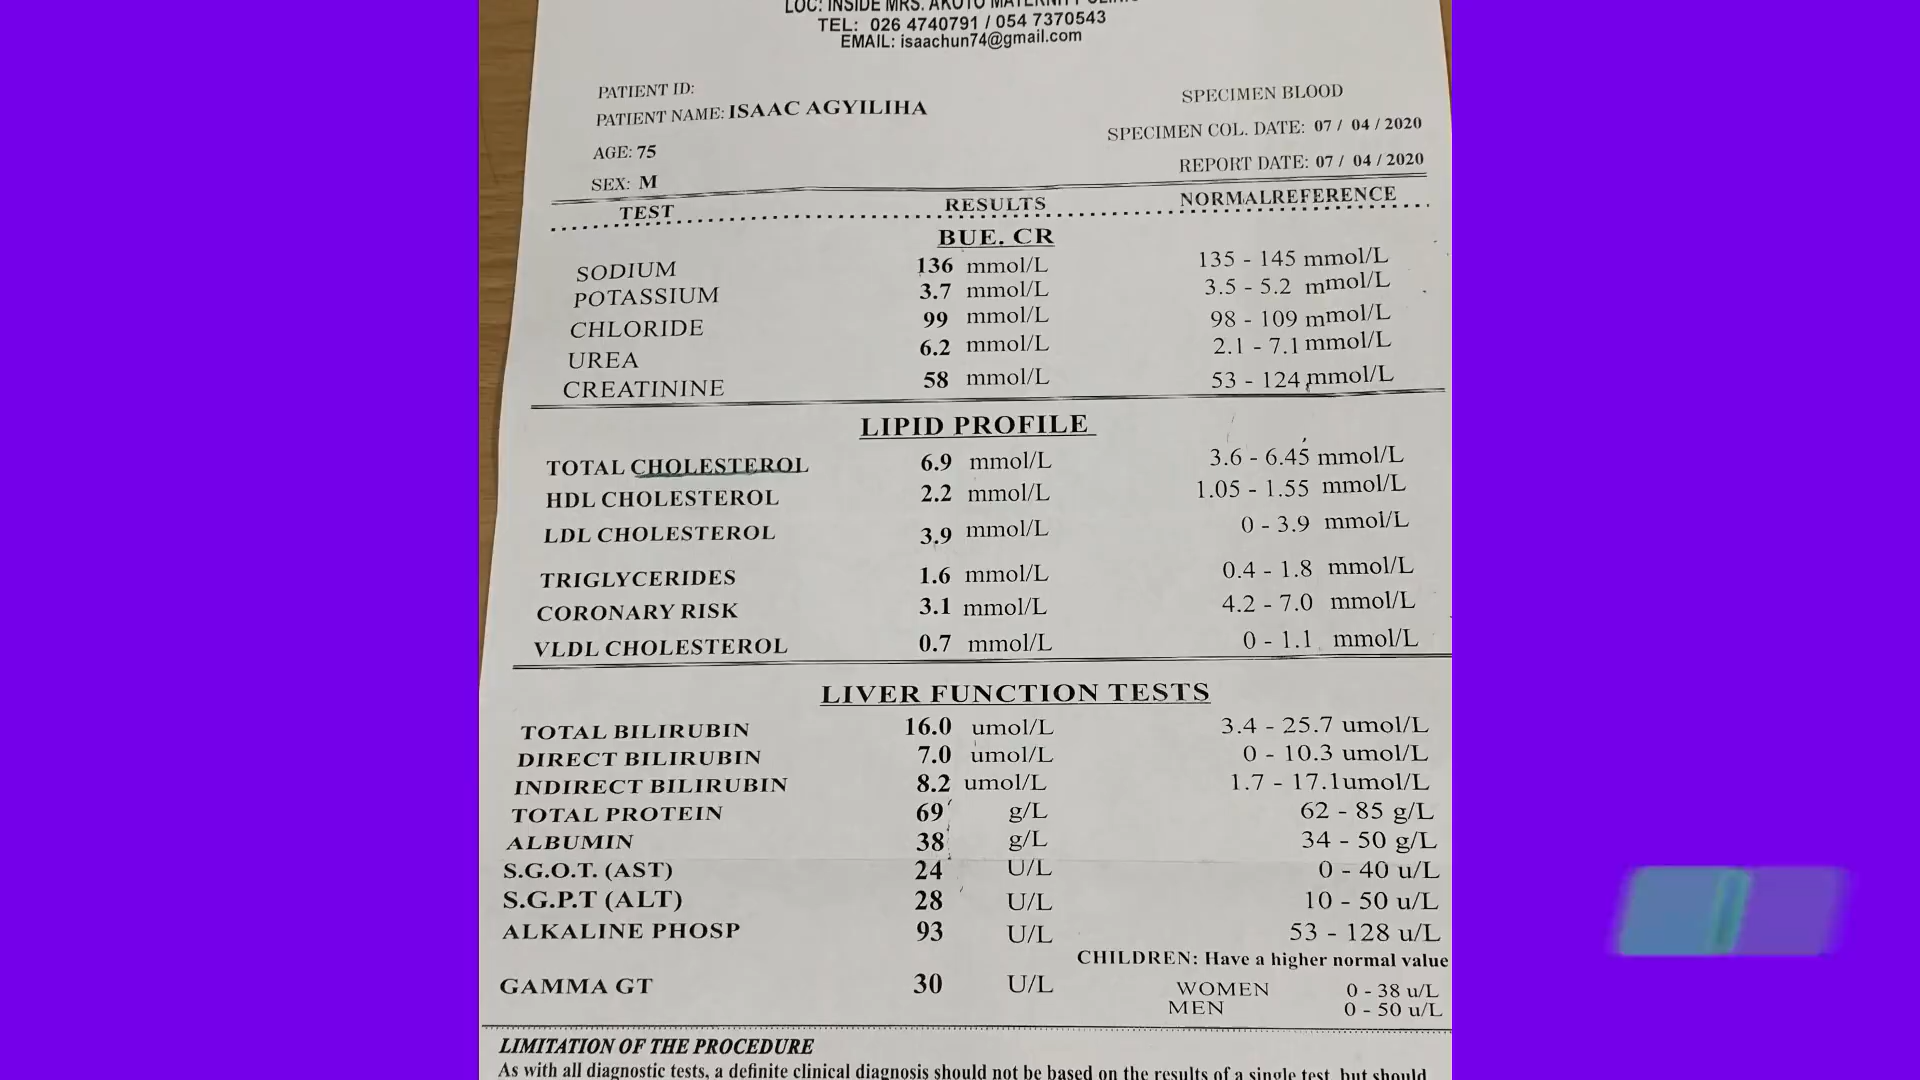 LOC: INSIDE MRS. AKOTO MATERNITY CLINIC
TEL: 026 4740791 / 054 7370543
EMAIL: isaachun74@gmail.com
PATIENT ID:
PATIENT NAME: ISAAC AGYILIHA
AGE: 75
SEX: M
SPECIMEN BLOOD
SPECIMEN COL. DATE: 07 / 04 / 2020
REPORT DATE: 07 / 04 / 2020
TEST RESULTS NORMALREFERENCE
BUE. CR
SODIUM 136 mmol/L 135 - 145 mmol/L
POTASSIUM 3.7 mmol/L 3.5 - 5.2 mmol/L
CHLORIDE 99 mmol/L 98 - 109 mmol/L
UREA 6.2 mmol/L 2.1 - 7.1 mmol/L
CREATININE 58 mmol/L 53 - 124 mmol/L
LIPID PROFILE
TOTAL CHOLESTEROL 6.9 mmol/L 3.6 - 6.45 mmol/L
HDL CHOLESTEROL 2.2 mmol/L 1.05 - 1.55 mmol/L
LDL CHOLESTEROL 3.9 mmol/L 0 - 3.9 mmol/L
TRIGLYCERIDES 1.6 mmol/L 0.4 - 1.8 mmol/L
CORONARY RISK 3.1 mmol/L 4.2 - 7.0 mmol/L
VLDL CHOLESTEROL 0.7 mmol/L 0 - 1.1 mmol/L
LIVER FUNCTION TESTS
TOTAL BILIRUBIN 16.0 umol/L 3.4 - 25.7 umol/L
DIRECT BILIRUBIN 7.0 umol/L 0 - 10.3 umol/L
INDIRECT BILIRUBIN 8.2 umol/L 1.7 - 17.1umol/L
TOTAL PROTEIN 69 g/L 62 - 85 g/L
ALBUMIN 38 g/L 34 - 50 g/L
S.G.O.T. (AST) 24 U/L 0 - 40 u/L
S.G.P.T (ALT) 28 U/L 10 - 50 u/L
ALKALINE PHOSP 93 U/L 53 - 128 u/L
CHILDREN: Have a higher normal value
GAMMA GT 30 U/L WOMEN 0 - 38 u/L
MEN 0 - 50 u/L
LIMITATION OF THE PROCEDURE
As with all diagnostic tests, a definite clinical diagnosis should not be based on the results of a single test, but should